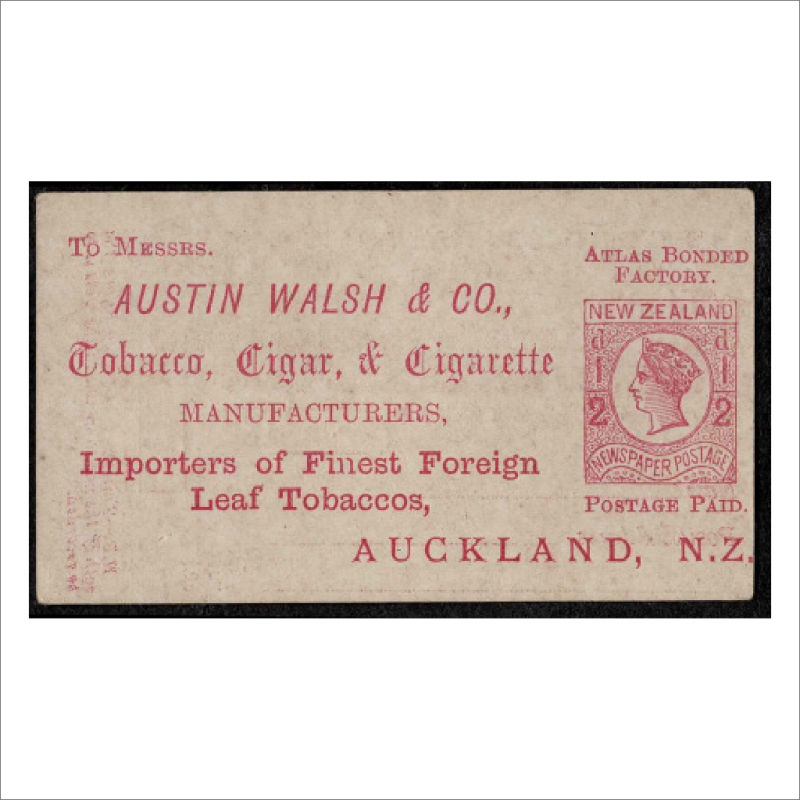 To Messrs.
AUSTIN WALSH & CO.,
Tobacco, Cigar, & Cigarette
MANUFACTURERS,
Importers of Finest Foreign
Leaf Tobaccos,
AUCKLAND, N.Z.
Atlas Bonded
Factory.
NEW ZEALAND
d d
1 1
2 2
NEWSPAPER POSTAGE
Postage Paid.